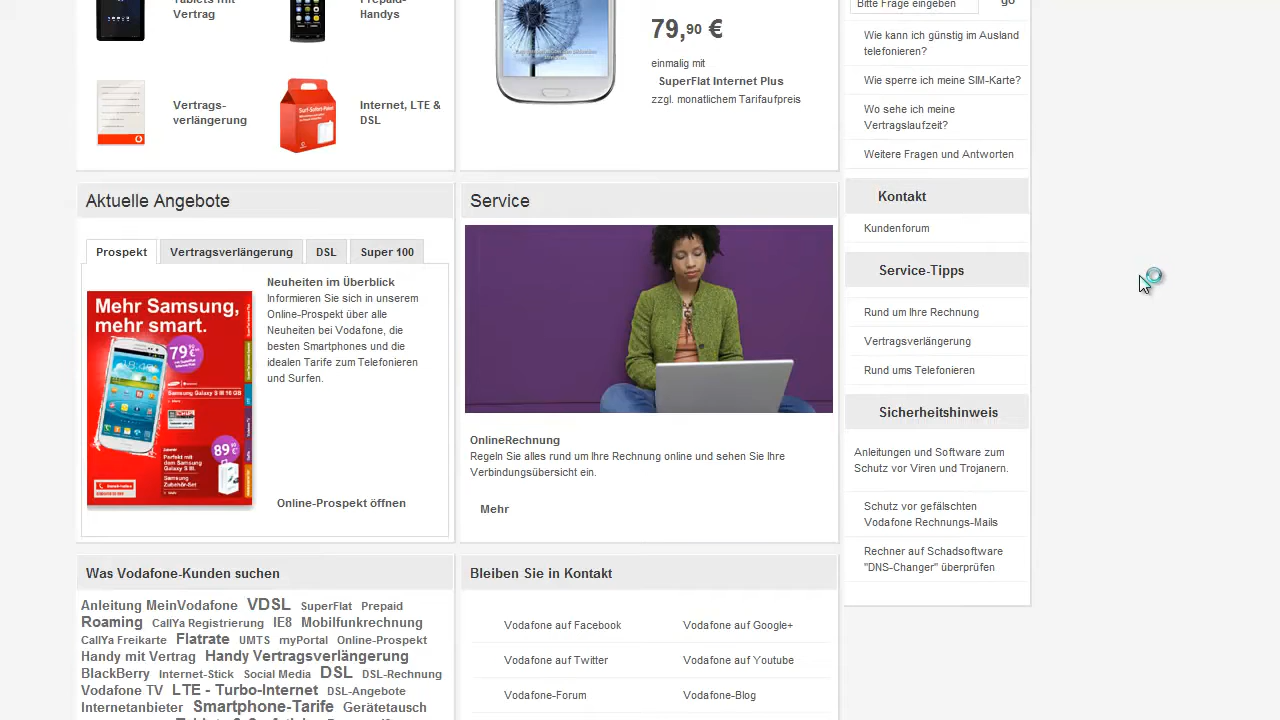 Tablets mit
Vertrag
Prepaid-
Handys
Vertrags-
verlängerung
Internet, LTE &
DSL
79,90 €
einmalig mit
SuperFlat Internet Plus
zzgl. monatlichem Tarifaufpreis
Bitte Frage eingeben
go
Wie kann ich günstig im Ausland
telefonieren?
Wie sperre ich meine SIM-Karte?
Wo sehe ich meine
Vertragslaufzeit?
Weitere Fragen und Antworten
Kontakt
Kundenforum
Service-Tipps
Rund um Ihre Rechnung
Vertragsverlängerung
Rund ums Telefonieren
Sicherheitshinweis
Anleitungen und Software zum
Schutz vor Viren und Trojanern.
Schutz vor gefälschten
Vodafone Rechnungs-Mails
Rechner auf Schadsoftware
"DNS-Changer" überprüfen
Aktuelle Angebote
Prospekt
Vertragsverlängerung
DSL
Super 100
Mehr Samsung,
mehr smart.
79,90
Samsung Galaxy S III 16 GB
89,90
Perfekt mit
dem Samsung
Galaxy S III.
Samsung
Zubehör-Set
Neuheiten im Überblick
Informieren Sie sich in unserem
Online-Prospekt über alle
Neuheiten bei Vodafone, die
besten Smartphones und die
idealen Tarife zum Telefonieren
und Surfen.
Online-Prospekt öffnen
Service
OnlineRechnung
Regeln Sie alles rund um Ihre Rechnung online und sehen Sie Ihre
Verbindungsübersicht ein.
Mehr
Was Vodafone-Kunden suchen
Anleitung MeinVodafone VDSL SuperFlat Prepaid
Roaming CallYa Registrierung IE8 Mobilfunkrechnung
CallYa Freikarte Flatrate UMTS myPortal Online-Prospekt
Handy mit Vertrag Handy Vertragsverlängerung
BlackBerry Internet-Stick Social Media DSL DSL-Rechnung
Vodafone TV LTE - Turbo-Internet DSL-Angebote
Internetanbieter Smartphone-Tarife Gerätetausch
Bleiben Sie in Kontakt
Vodafone auf Facebook
Vodafone auf Google+
Vodafone auf Twitter
Vodafone auf Youtube
Vodafone-Forum
Vodafone-Blog